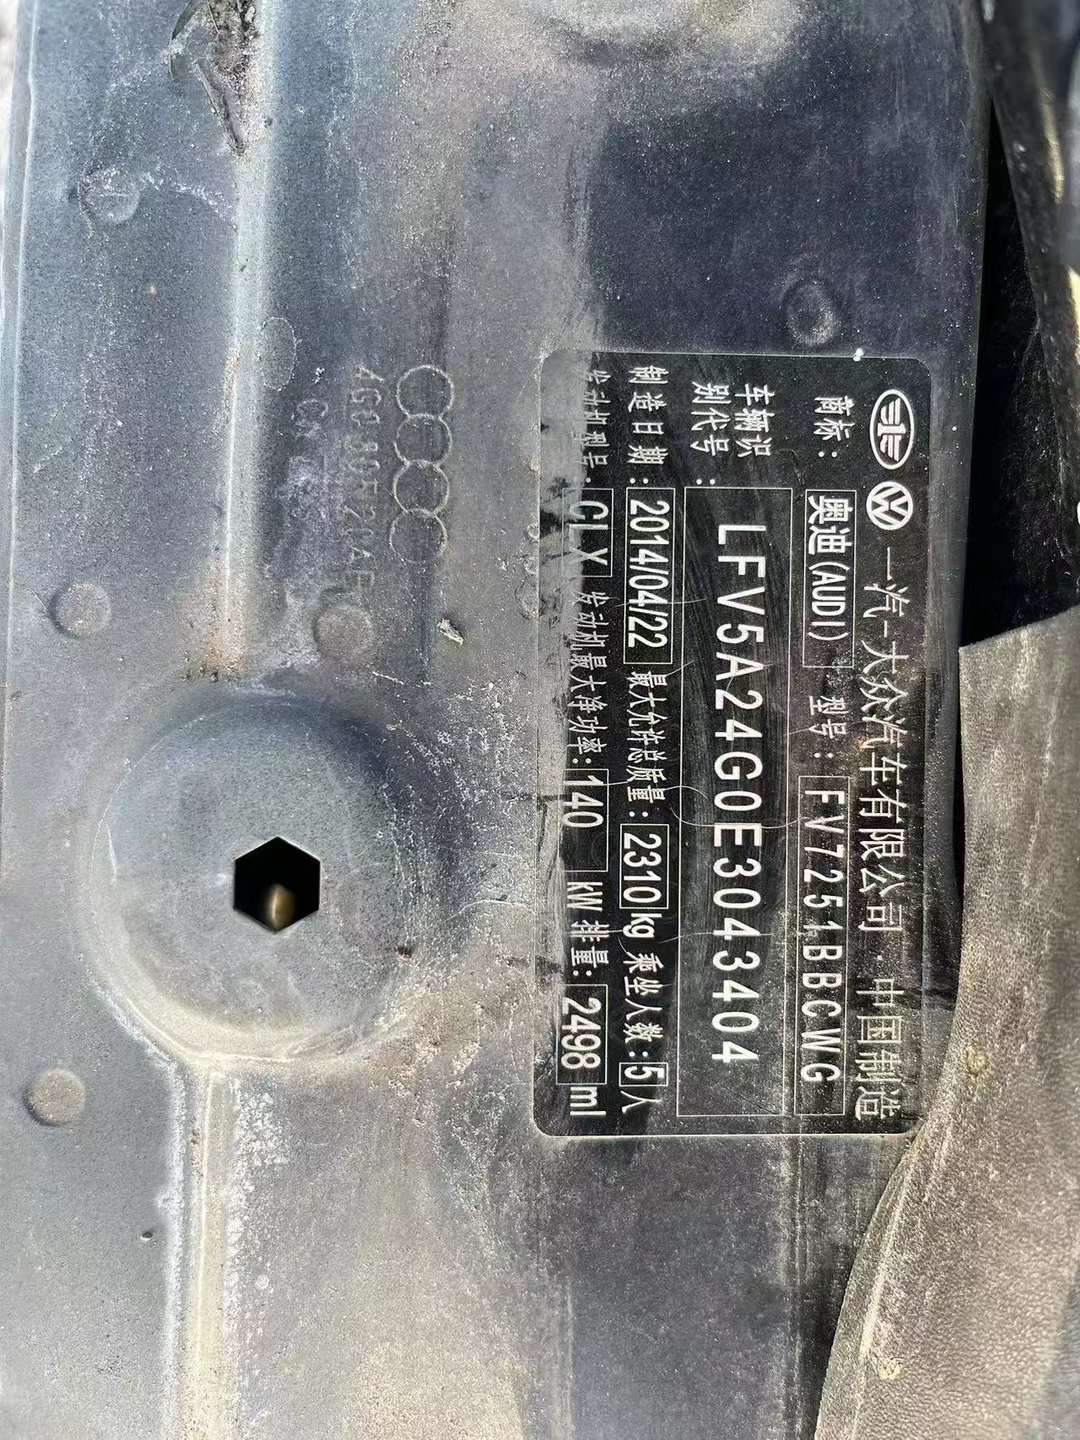 一汽-大众汽车有限公司·中国制造
商标: 奥迪(AUDI) 型号: FV7251BBCWG
车辆识别代号: LFV5A24G0E3043404
制造日期: 2014/04/22 最大允许总质量: 2310 kg 乘坐人数: 5 人
发动机型号: CLX 发动机最大净功率: 140 kW 排量: 2498 ml